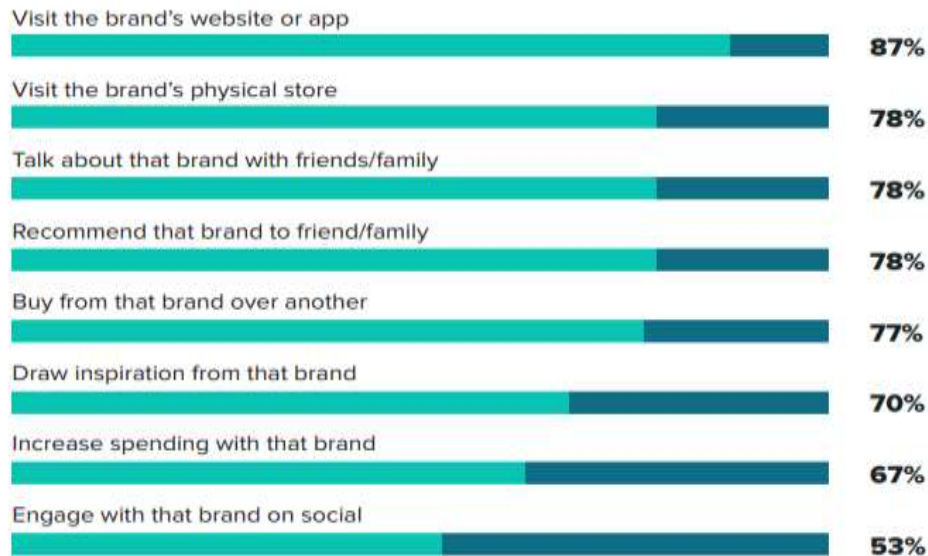 Visit the brand's website or app
87%
Visit the brand's physical store
78%
Talk about that brand with friends/family
78%
Recommend that brand to friend/family
78%
Buy from that brand over another
77%
Draw inspiration from that brand
70%
Increase spending with that brand
67%
Engage with that brand on social
53%